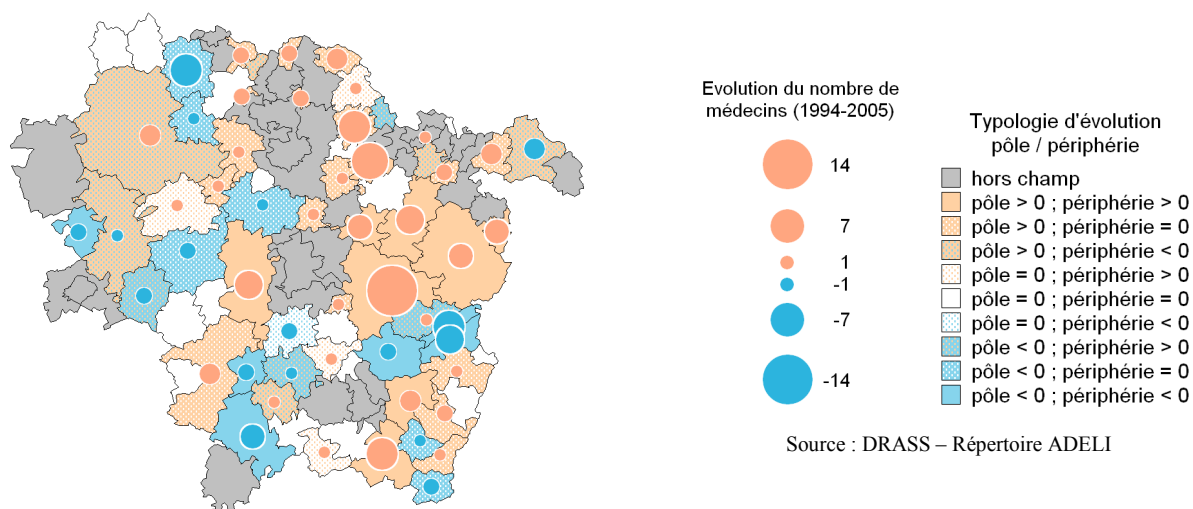 Evolution du nombre de
médecins (1994-2005)
14
7
1
-1
-7
-14
Typologie d'évolution
pôle / périphérie
hors champ
pôle > 0 ; périphérie > 0
pôle > 0 ; périphérie = 0
pôle > 0 ; périphérie < 0
pôle = 0 ; périphérie > 0
pôle = 0 ; périphérie = 0
pôle = 0 ; périphérie < 0
pôle < 0 ; périphérie > 0
pôle < 0 ; périphérie = 0
pôle < 0 ; périphérie < 0
Source : DRASS – Répertoire ADELI